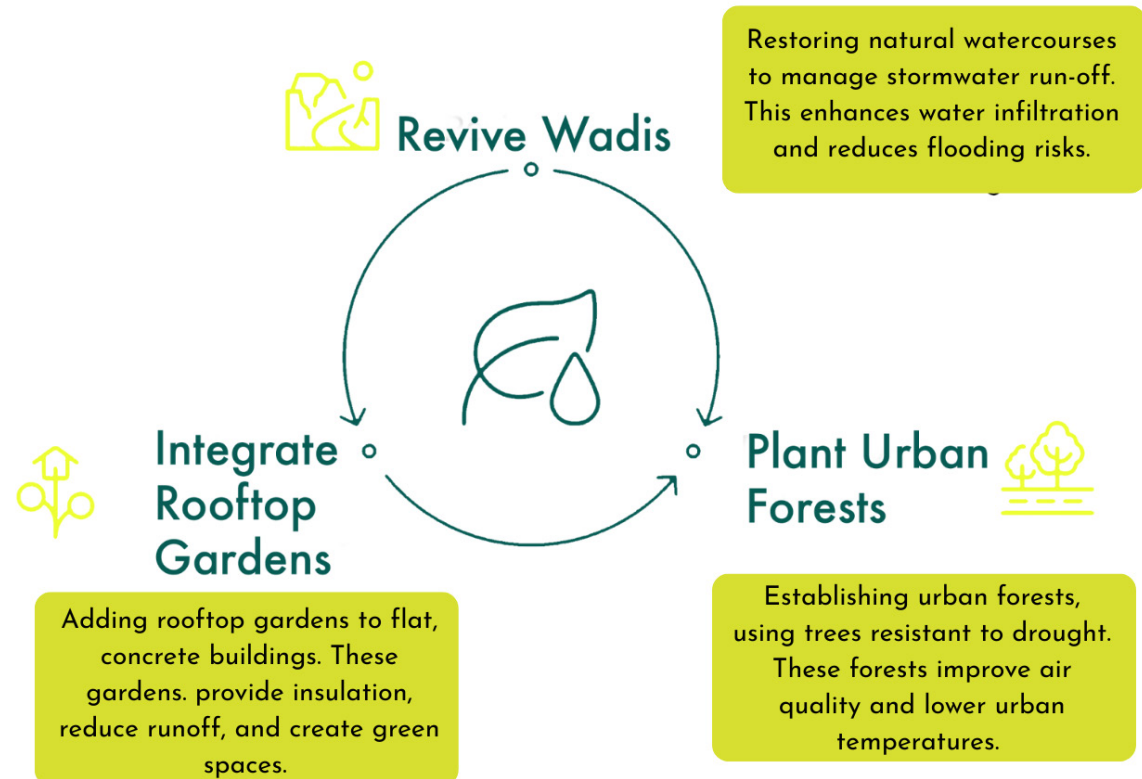 Revive Wadis
Restoring natural watercourses
to manage stormwater run-off.
This enhances water infiltration
and reduces flooding risks.
Integrate
Rooftop
Gardens
Adding rooftop gardens to flat,
concrete buildings. These
gardens. provide insulation,
reduce runoff, and create green
spaces.
Plant Urban
Forests
Establishing urban forests,
using trees resistant to drought.
These forests improve air
quality and lower urban
temperatures.